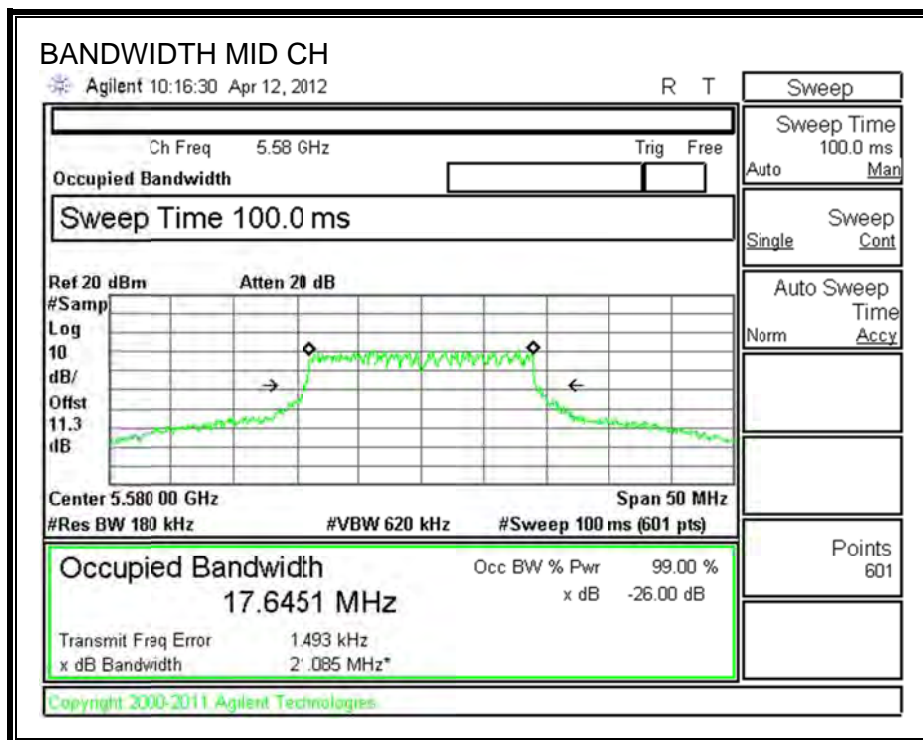 BANDWIDTH MID CH
Agilent 10:16:30 Apr 12, 2012 R T
Sweep
Ch Freq 5.58 GHz Trig Free
Occupied Bandwidth
Sweep Time 100.0 ms
Ref 20 dBm Atten 20 dB
#Samp
Log
10
dB/
Offst
11.3
dB
Center 5.580 00 GHz Span 50 MHz
#Res BW 180 kHz #VBW 620 kHz #Sweep 100 ms (601 pts)
Occupied Bandwidth
17.6451 MHz
Occ BW % Pwr 99.00 %
x dB -26.00 dB
Transmit Freq Error 1.493 kHz
x dB Bandwidth MHz*
Copyright 2000-2011 Agilent Technologies
Sweep Time
100.0 ms
Auto Man
Sweep
Single Cont
Auto Sweep
Time
Norm Accy
Points
601